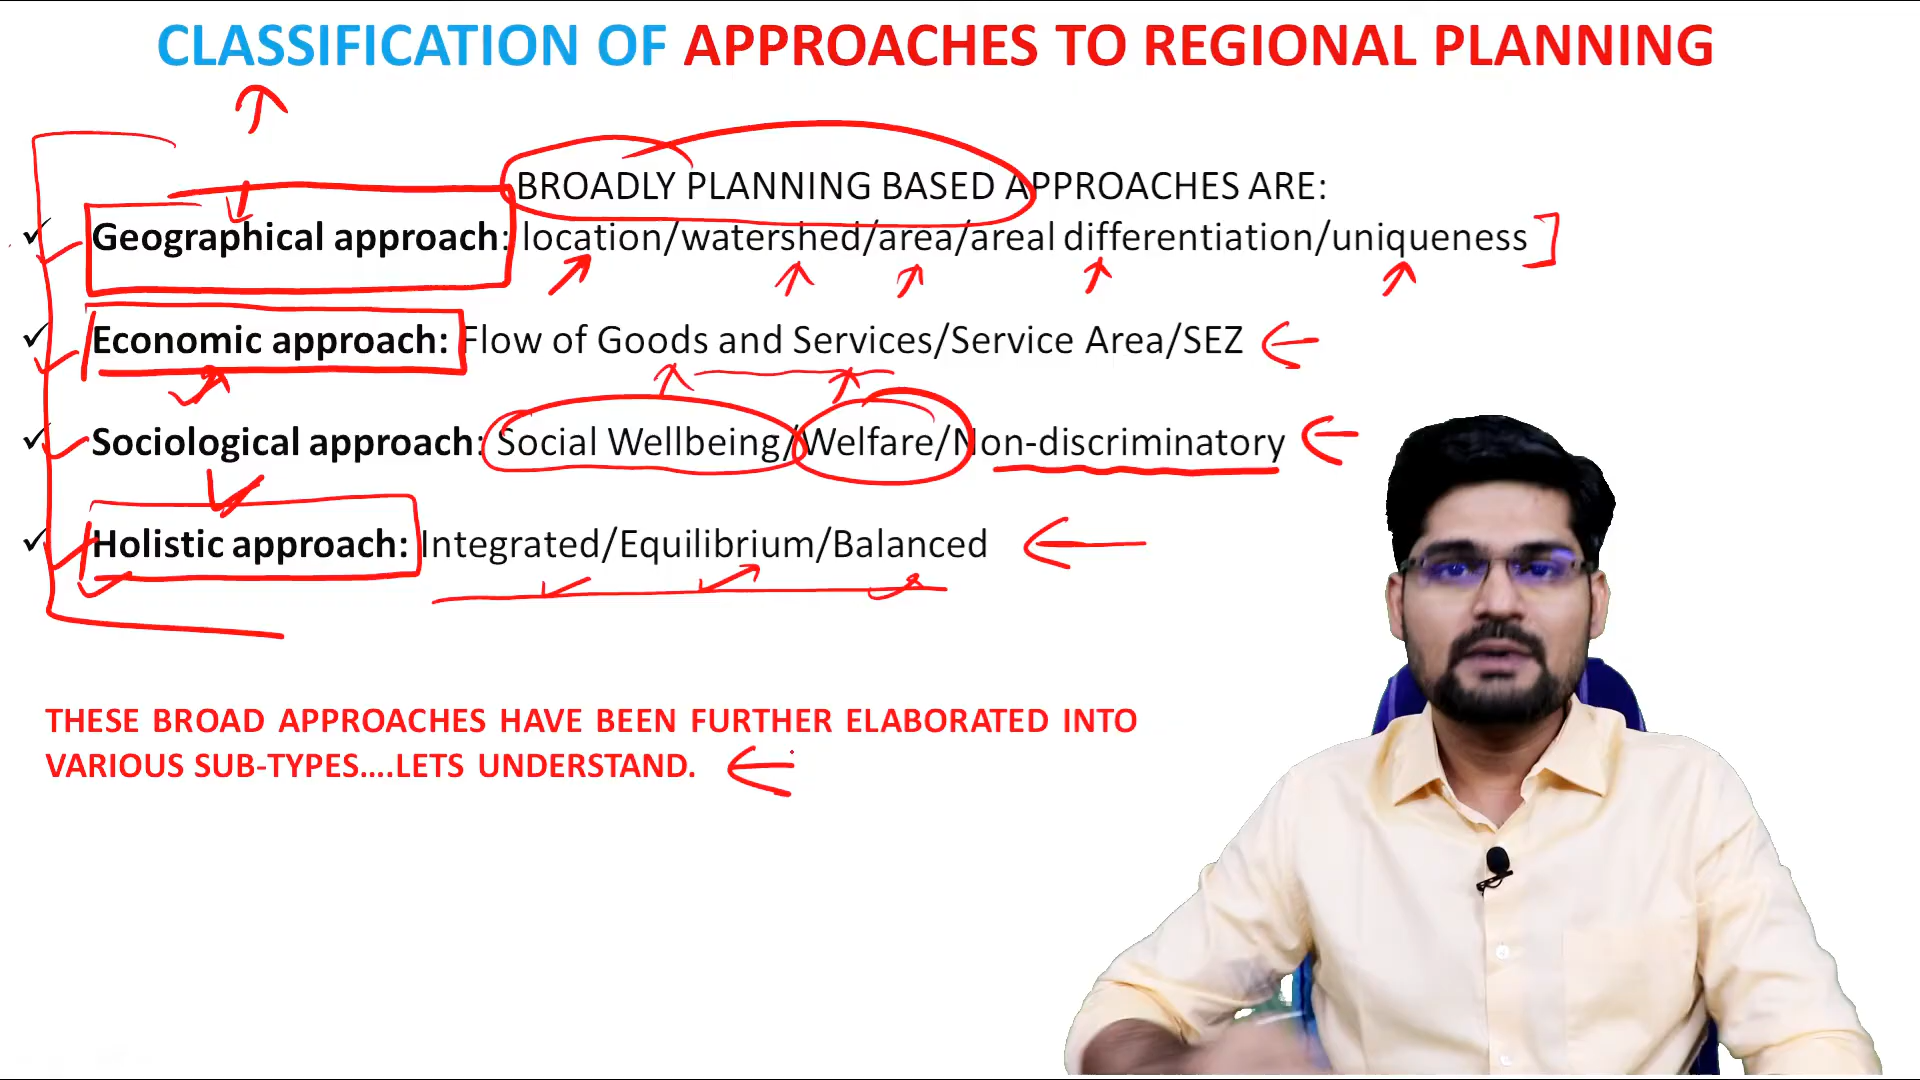 CLASSIFICATION OF APPROACHES TO REGIONAL PLANNING
BROADLY PLANNING BASED APPROACHES ARE:
✓ Geographical approach: location/watershed/area/areal differentiation/uniqueness
✓ Economic approach: Flow of Goods and Services/Service Area/SEZ
✓ Sociological approach: Social Wellbeing/Welfare/Non-discriminatory
✓ Holistic approach: Integrated/Equilibrium/Balanced
THESE BROAD APPROACHES HAVE BEEN FURTHER ELABORATED INTO
VARIOUS SUB-TYPES....LETS UNDERSTAND.